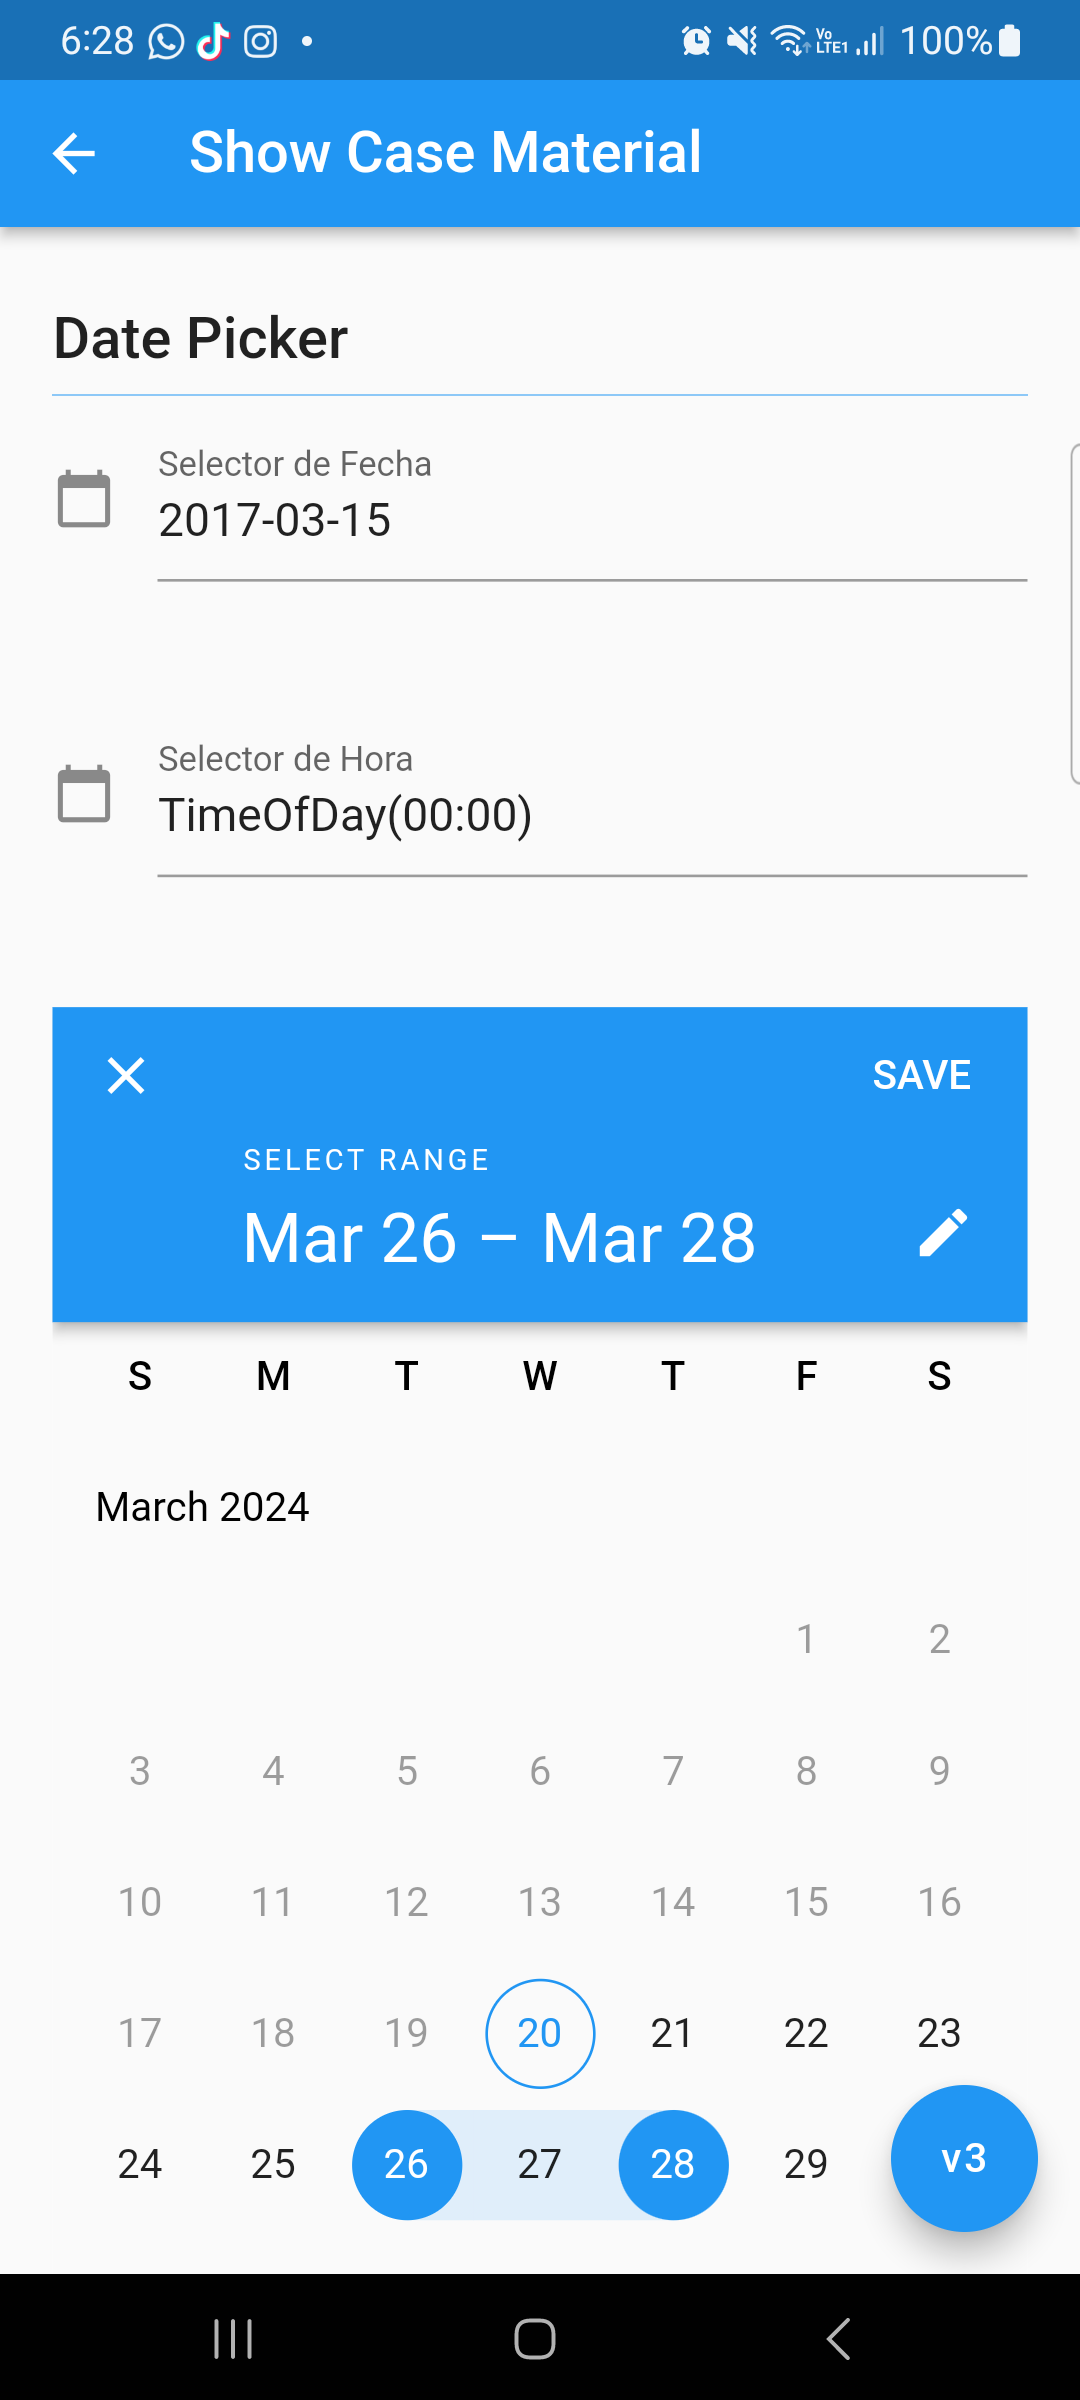 6:28 Vo LTE1 100%
Show Case Material
Date Picker
Selector de Fecha
2017-03-15
Selector de Hora
TimeOfDay(00:00)
SAVE
SELECT RANGE
Mar 26 – Mar 28
S M T W T F S
March 2024
1 2
3 4 5 6 7 8 9
10 11 12 13 14 15 16
17 18 19 20 21 22 23
24 25 26 27 28 29 v3